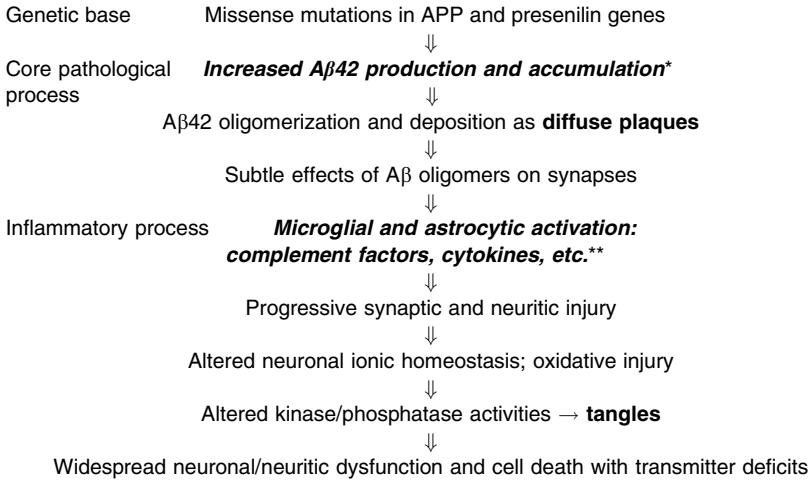 Genetic base Missense mutations in APP and presenilin genes
⇓
Core pathological process Increased Aβ42 production and accumulation*
⇓
Aβ42 oligomerization and deposition as diffuse plaques
⇓
Subtle effects of Aβ oligomers on synapses
⇓
Inflammatory process Microglial and astrocytic activation:
complement factors, cytokines, etc.**
⇓
Progressive synaptic and neuritic injury
⇓
Altered neuronal ionic homeostasis; oxidative injury
⇓
Altered kinase/phosphatase activities → tangles
⇓
Widespread neuronal/neuritic dysfunction and cell death with transmitter deficits